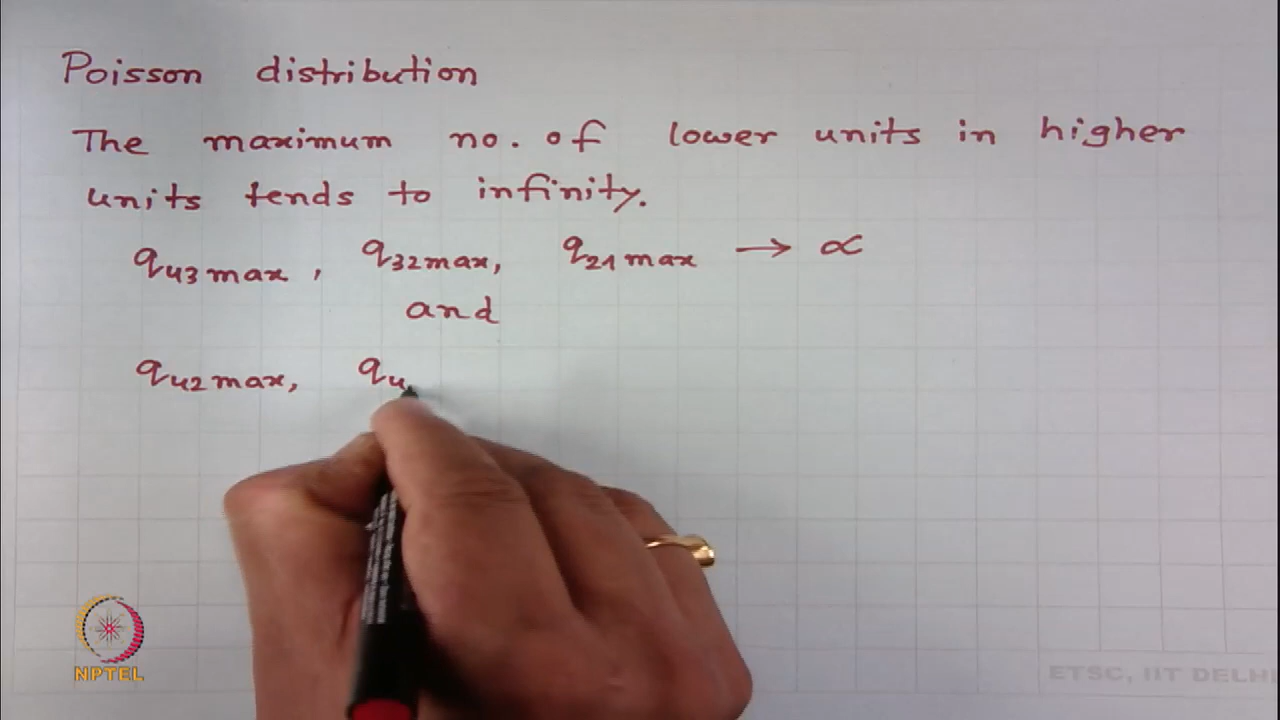 Poisson distribution
The maximum no. of lower units in higher
units tends to infinity.
q43max, q32max, q21max → ∝
and
q42max, q4
NPTEL
ETSC, IIT DELHI